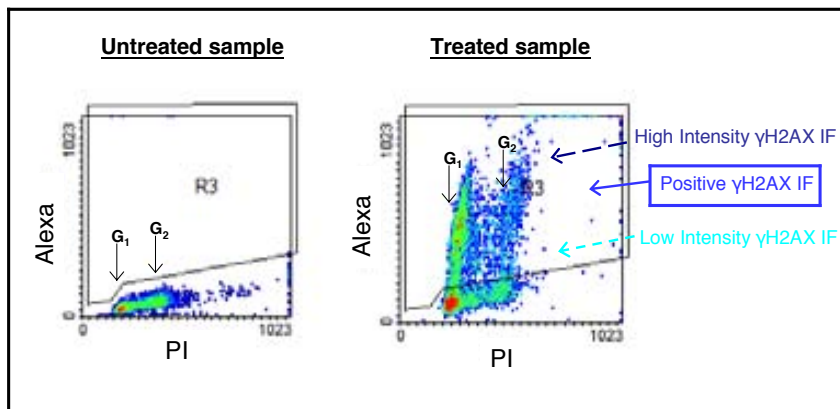 Untreated sample
Treated sample
1023
Alexa
0
G1
G2
R3
0
1023
PI
1023
Alexa
0
G1
G2
R3
0
1023
PI
High Intensity γH2AX IF
Positive γH2AX IF
Low Intensity γH2AX IF